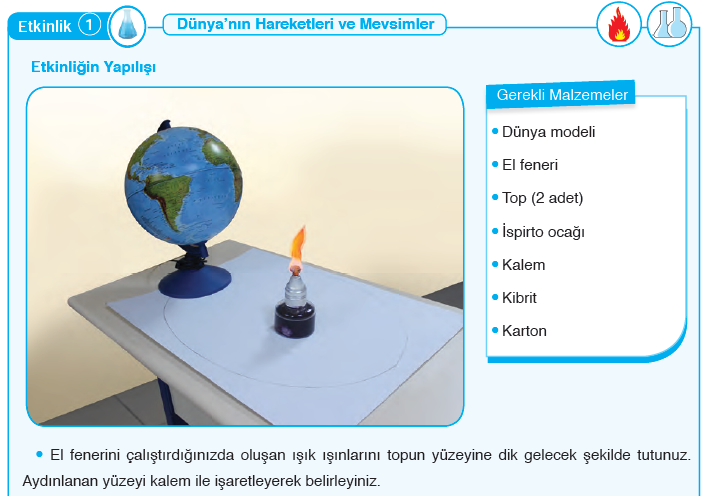 Etkinlik 1
Dünya’nın Hareketleri ve Mevsimler
Etkinliğin Yapılışı
Gerekli Malzemeler
• Dünya modeli
• El feneri
• Top (2 adet)
• İspirto ocağı
• Kalem
• Kibrit
• Karton
• El fenerini çalıştırdığınızda oluşan ışık ışınlarını topun yüzeyine dik gelecek şekilde tutunuz.
Aydınlanan yüzeyi kalem ile işaretleyerek belirleyiniz.